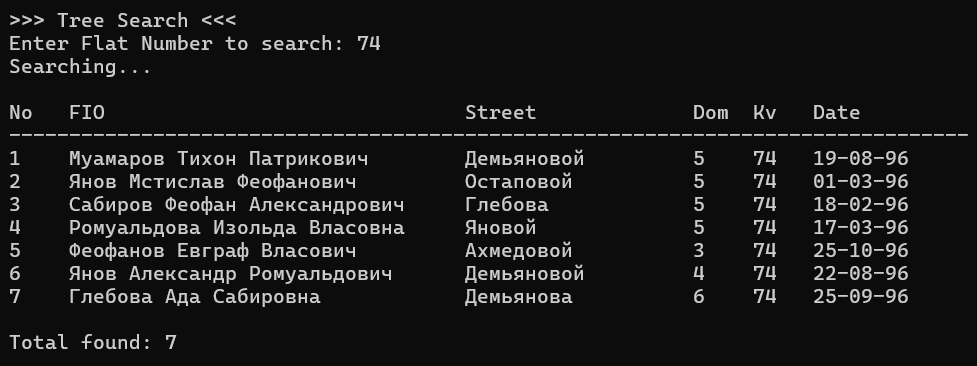 >>> Tree Search <<<
Enter Flat Number to search: 74
Searching...
No FIO Street Dom Kv Date
--------------------------------------------------------------------------------
1 Муамаров Тихон Патрикович Демьяновой 5 74 19-08-96
2 Янов Мстислав Феофанович Остаповой 5 74 01-03-96
3 Сабиров Феофан Александрович Глебова 5 74 18-02-96
4 Ромуальдова Изольда Власовна Яновой 5 74 17-03-96
5 Феофанов Евграф Власович Ахмедовой 3 74 25-10-96
6 Янов Александр Ромуальдович Демьяновой 4 74 22-08-96
7 Глебова Ада Сабировна Демьянова 6 74 25-09-96
Total found: 7